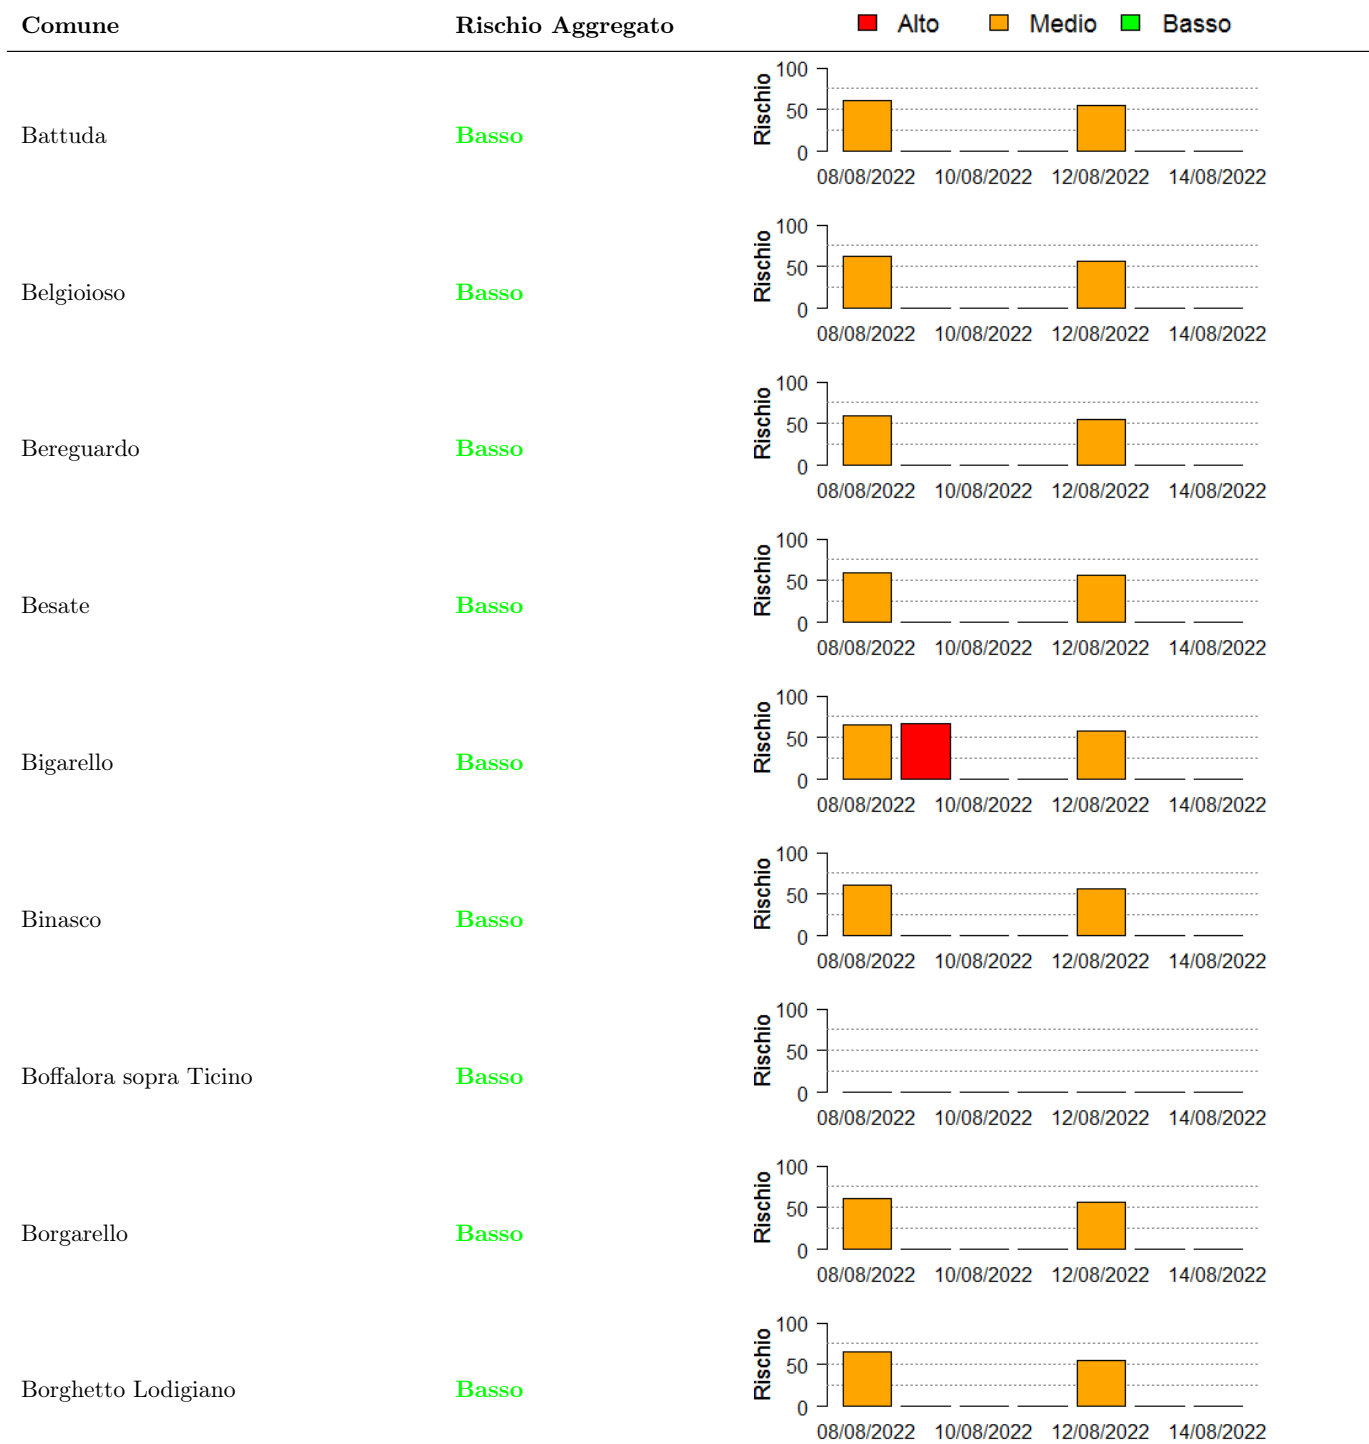 Comune Rischio Aggregato Alto Medio Basso
100
Rischio
50
Battuda Basso
0
08/08/2022 10/08/2022 12/08/2022 14/08/2022
100
Rischio
50
Belgioioso Basso
0
08/08/2022 10/08/2022 12/08/2022 14/08/2022
100
Rischio
50
Bereguardo Basso
0
08/08/2022 10/08/2022 12/08/2022 14/08/2022
100
Rischio
50
Besate Basso
0
08/08/2022 10/08/2022 12/08/2022 14/08/2022
100
Rischio
50
Bigarello Basso
0
08/08/2022 10/08/2022 12/08/2022 14/08/2022
100
Rischio
50
Binasco Basso
0
08/08/2022 10/08/2022 12/08/2022 14/08/2022
100
Rischio
50
Boffalora sopra Ticino Basso
0
08/08/2022 10/08/2022 12/08/2022 14/08/2022
100
Rischio
50
Borgarello Basso
0
08/08/2022 10/08/2022 12/08/2022 14/08/2022
100
Rischio
50
Borghetto Lodigiano Basso
0
08/08/2022 10/08/2022 12/08/2022 14/08/2022